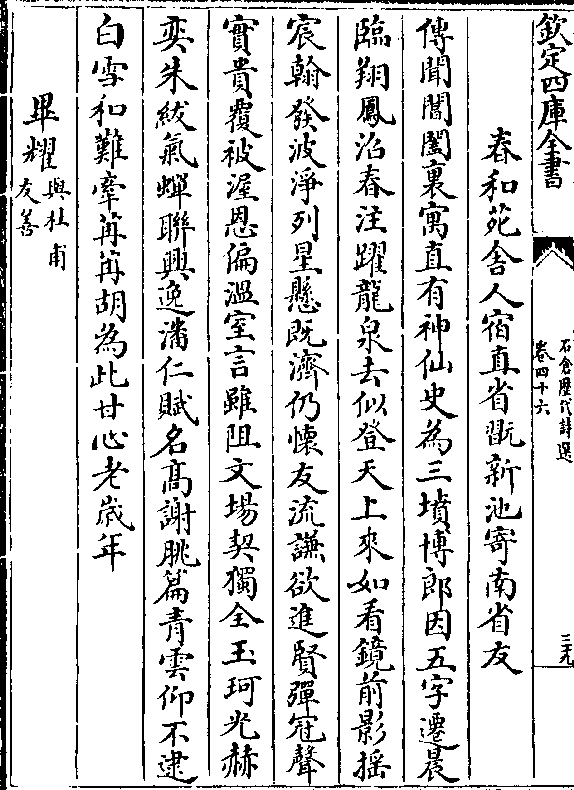 欽定四庫全書
石倉歷代詩選
卷四十六
三九
春和苑舍人宿直省翫新池寄南省友
傳聞閶闔裏寓直有神仙史為三墳博郎因五字遷晨
臨翔鳳沼春注躍龍泉去似登天上來如看鏡前影摇
宸翰發波淨列星懸既濟仍懷友流謙欲進賢彈冠聲
實貴覆被渥恩偏溫室言雖阻文場契獨全玉珂光赫
奕朱紱氣蟬聯興逸潘仁賦名高謝朓篇青雲仰不逮
白雪和難牽苒苒胡為此甘心老歲年
畢耀與杜甫
友善